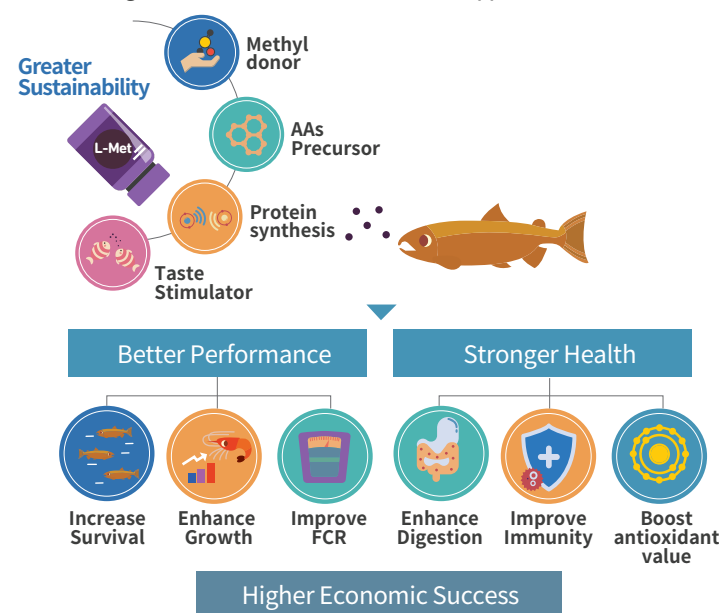 Methyl
donor
Greater
Sustainability
L-Met
AAs
Precursor
Protein
synthesis
Taste
Stimulator
Better Performance
Stronger Health
Increase
Survival
Enhance
Growth
Improve
FCR
Enhance
Digestion
Improve
Immunity
Boost
antioxidant
value
Higher Economic Success